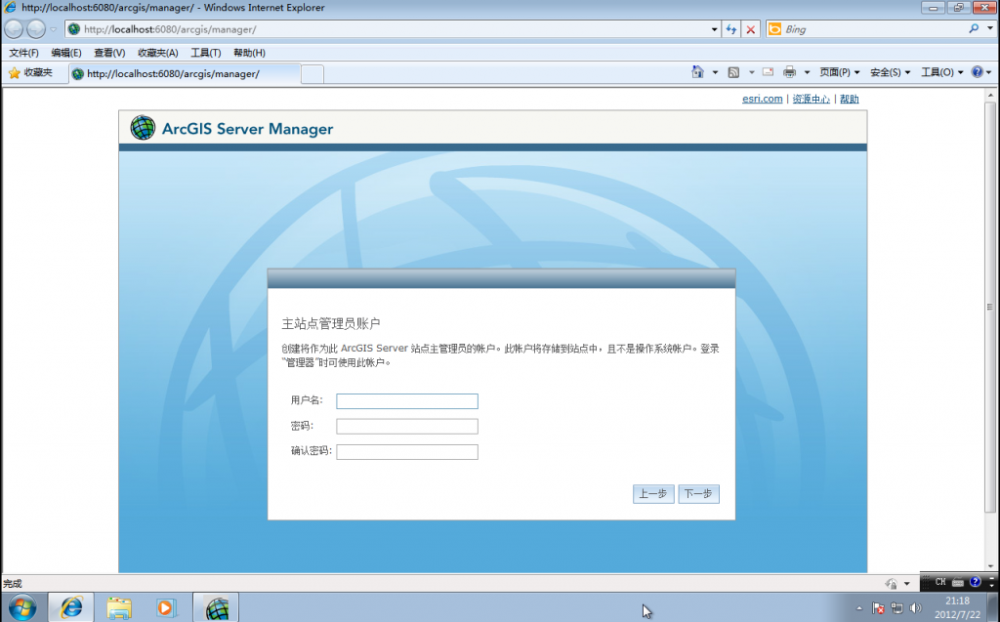 http://localhost:6080/arcgis/manager/ - Windows Internet Explorer
http://localhost:6080/arcgis/manager/
Bing
文件(F) 编辑(E) 查看(V) 收藏夹(A) 工具(T) 帮助(H)
收藏夹 http://localhost:6080/arcgis/manager/ 页面(P) 安全(S) 工具(O)
esri.com | 资源中心 | 帮助
ArcGIS Server Manager
主站点管理员账户
创建将作为此 ArcGIS Server 站点主管理员的帐户。此帐户将存储到站点中，且不是操作系统帐户。登录
“管理器”时可使用此帐户。
用户名:
密码:
确认密码:
上一步 下一步
完成
CH
21:18
2012/7/22